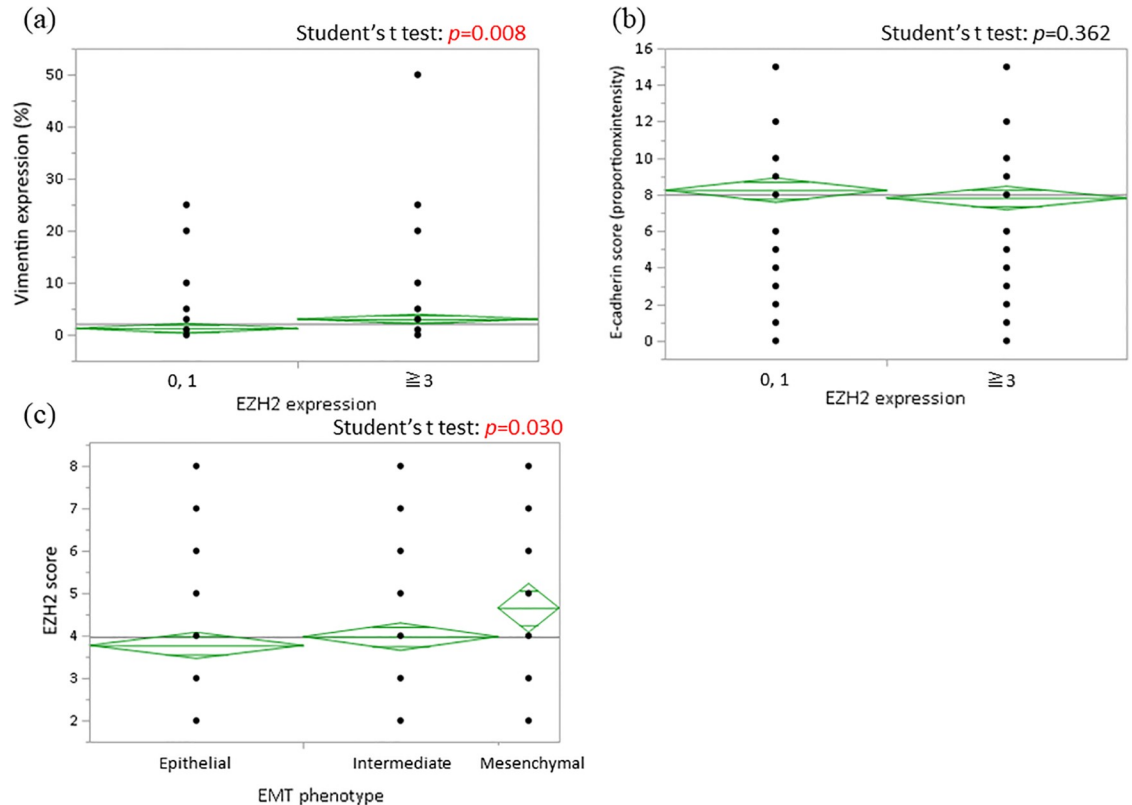 (a)
Student's t test: p=0.008
Vimentin expression (%)
50
40
30
20
10
0
0, 1
≧3
EZH2 expression
(b)
Student's t test: p=0.362
E-cadherin score (proportionxintensity)
16
14
12
10
8
6
4
2
0
0, 1
≧3
EZH2 expression
(c)
Student's t test: p=0.030
EZH2 score
8
7
6
5
4
3
2
Epithelial
Intermediate
Mesenchymal
EMT phenotype